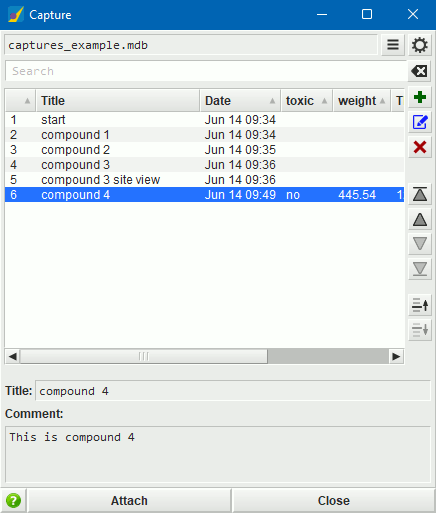 Capture
captures_example.mdb
Search
Title Date toxic weight T
1 start Jun 14 09:34
2 compound 1 Jun 14 09:34
3 compound 2 Jun 14 09:35
4 compound 3 Jun 14 09:36
5 compound 3 site view Jun 14 09:36
6 compound 4 Jun 14 09:49 no 445.54 1
Title: compound 4
Comment:
This is compound 4
? Attach Close